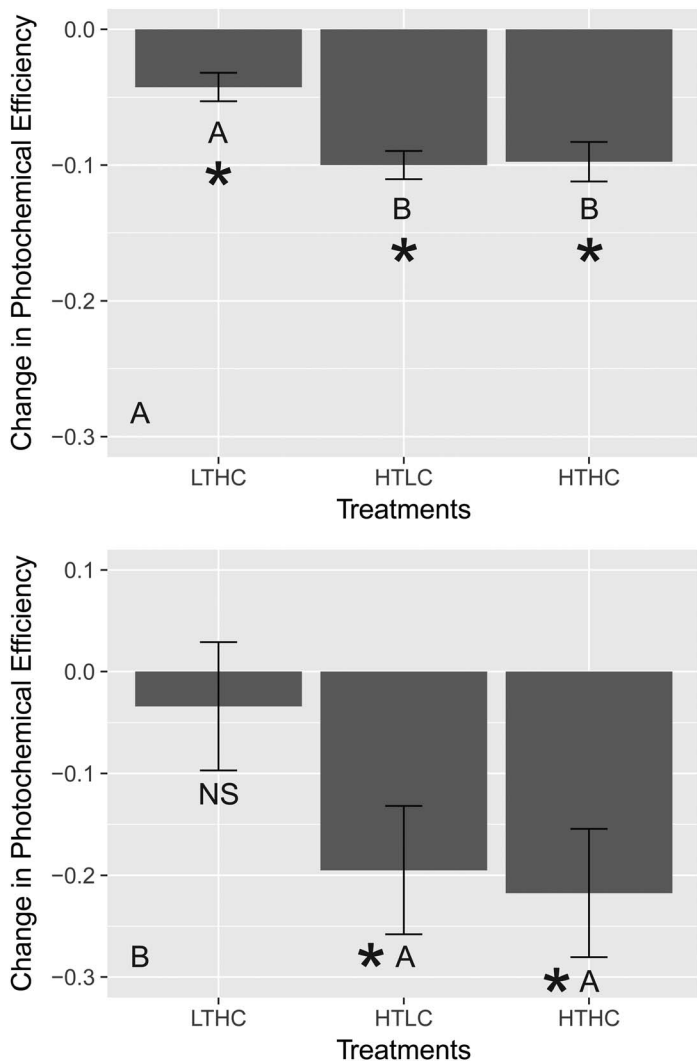 Change in Photochemical Efficiency
0.0
−0.1
−0.2
−0.3
A
*
B
*
B
*
A
LTHC HTLC HTHC
Treatments
Change in Photochemical Efficiency
0.1
0.0
−0.1
−0.2
−0.3
NS
* A
* A
B
LTHC HTLC HTHC
Treatments